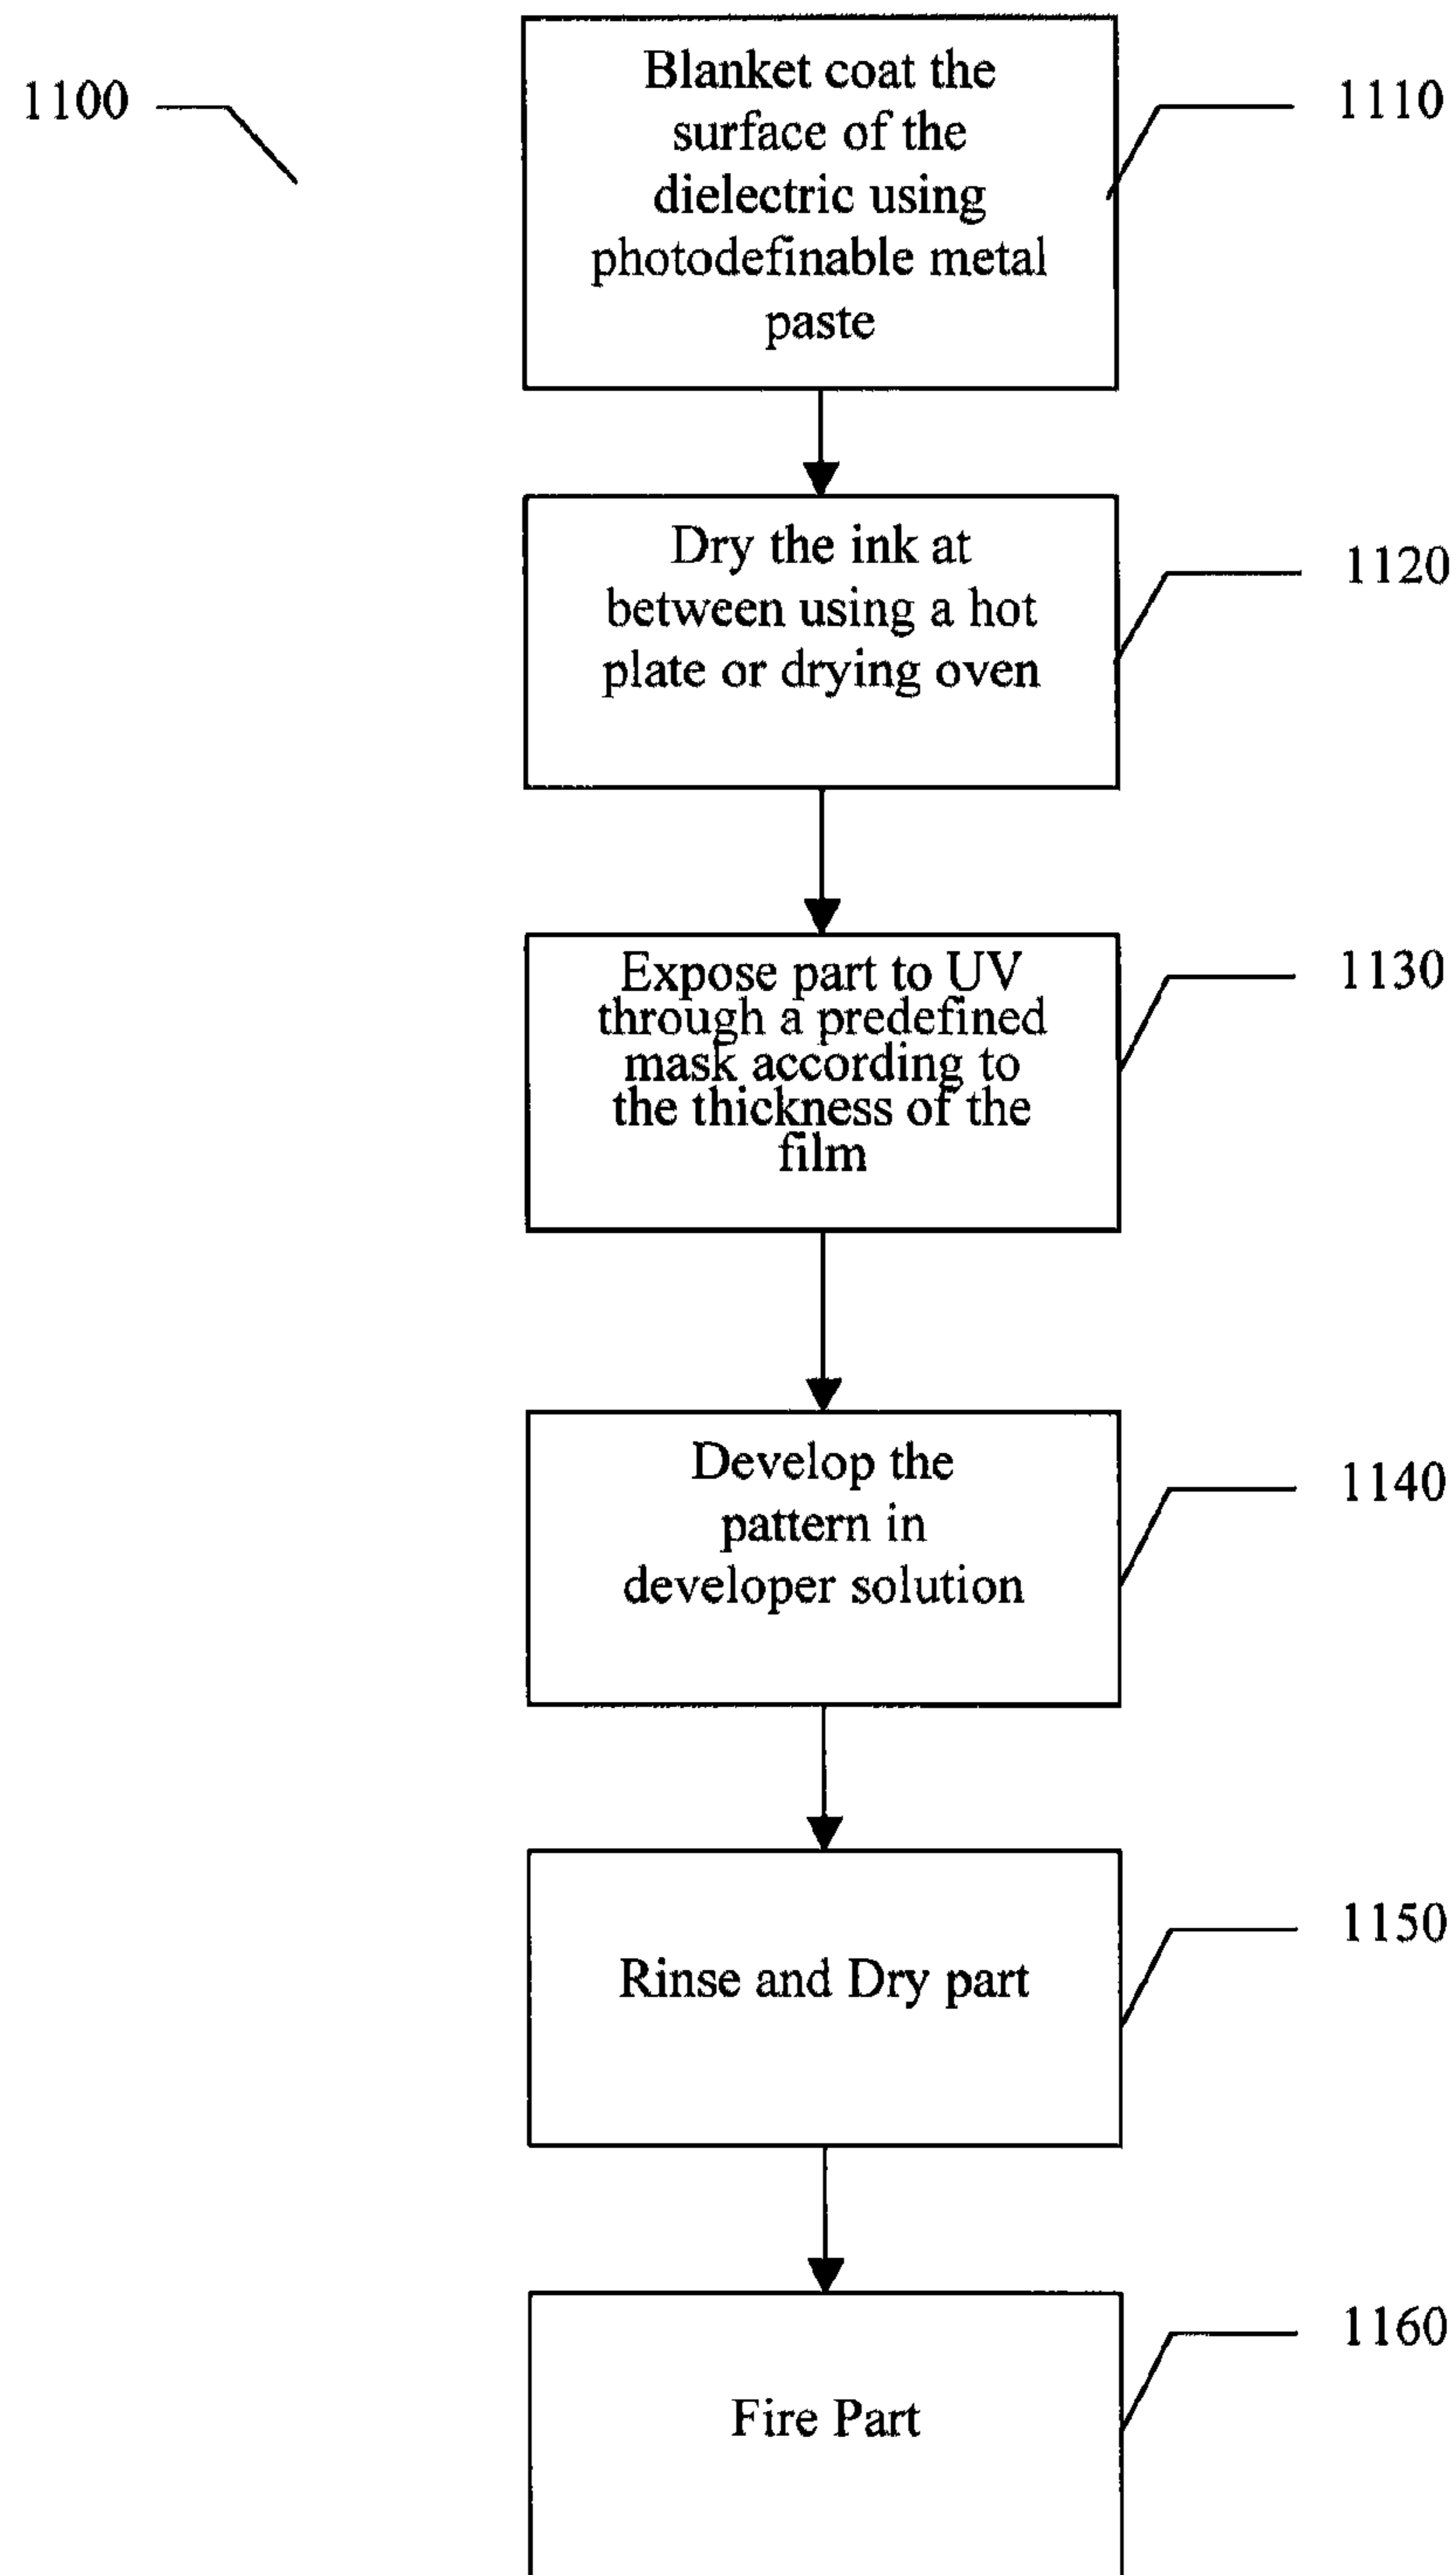 1100
Blanket coat the
surface of the
dielectric using
photodefinable metal
paste
1110
Dry the ink at
between using a hot
plate or drying oven
1120
Expose part to UV
through a predefined
mask according to
the thickness of the
film
1130
Develop the
pattern in
developer solution
1140
Rinse and Dry part
1150
Fire Part
1160